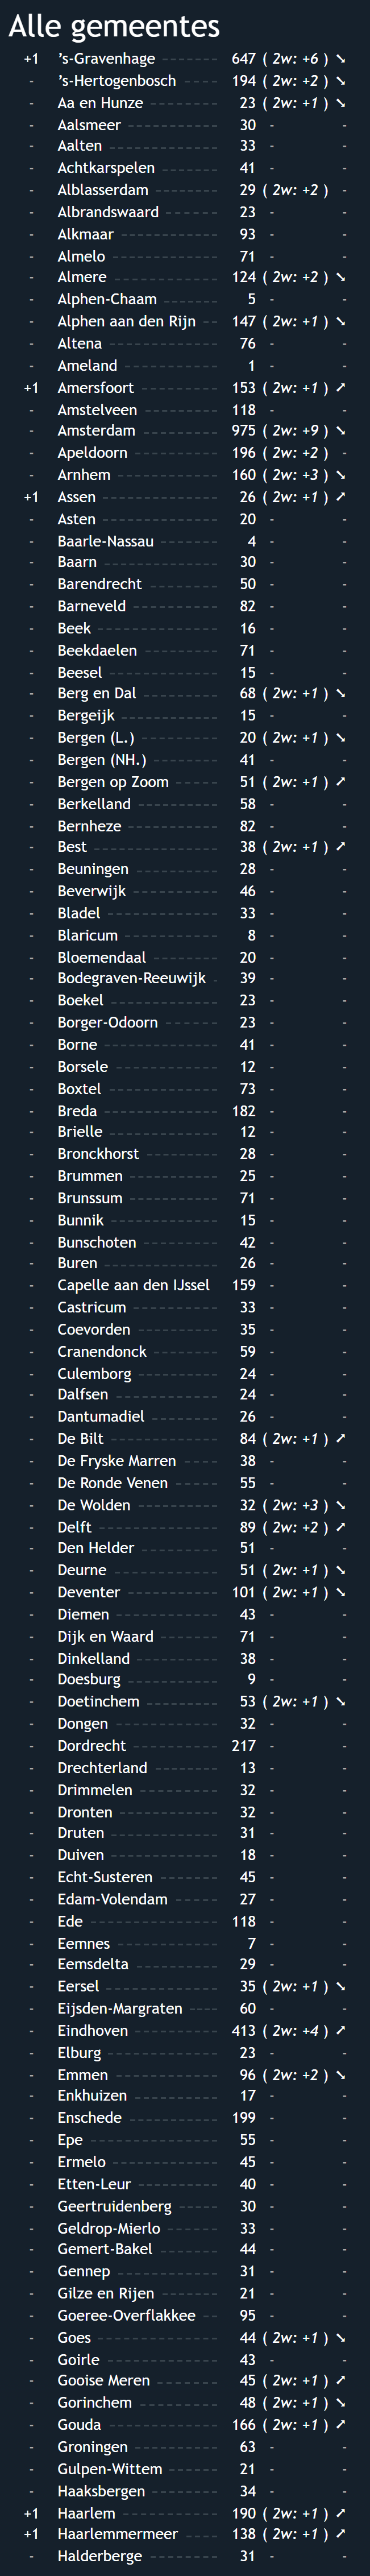 Alle gemeentes
+1 ’s-Gravenhage 647 ( 2w: +6 ) ➘
- ’s-Hertogenbosch 194 ( 2w: +2 ) ➘
- Aa en Hunze 23 ( 2w: +1 ) ➘
- Aalsmeer 30 - -
- Aalten 33 - -
- Achtkarspelen 41 - -
- Alblasserdam 29 ( 2w: +2 ) -
- Albrandswaard 23 - -
- Alkmaar 93 - -
- Almelo 71 - -
- Almere 124 ( 2w: +2 ) ➘
- Alphen-Chaam 5 - -
- Alphen aan den Rijn 147 ( 2w: +1 ) ➘
- Altena 76 - -
- Ameland 1 - -
+1 Amersfoort 153 ( 2w: +1 ) ➚
- Amstelveen 118 - -
- Amsterdam 975 ( 2w: +9 ) ➘
- Apeldoorn 196 ( 2w: +2 ) -
- Arnhem 160 ( 2w: +3 ) ➘
+1 Assen 26 ( 2w: +1 ) ➚
- Asten 20 - -
- Baarle-Nassau 4 - -
- Baarn 30 - -
- Barendrecht 50 - -
- Barneveld 82 - -
- Beek 16 - -
- Beekdaelen 71 - -
- Beesel 15 - -
- Berg en Dal 68 ( 2w: +1 ) ➘
- Bergeijk 15 - -
- Bergen (L.) 20 ( 2w: +1 ) ➘
- Bergen (NH.) 41 - -
- Bergen op Zoom 51 ( 2w: +1 ) ➚
- Berkelland 58 - -
- Bernheze 82 - -
- Best 38 ( 2w: +1 ) ➚
- Beuningen 28 - -
- Beverwijk 46 - -
- Bladel 33 - -
- Blaricum 8 - -
- Bloemendaal 20 - -
- Bodegraven-Reeuwijk 39 - -
- Boekel 23 - -
- Borger-Odoorn 23 - -
- Borne 41 - -
- Borsele 12 - -
- Boxtel 73 - -
- Breda 182 - -
- Brielle 12 - -
- Bronckhorst 28 - -
- Brummen 25 - -
- Brunssum 71 - -
- Bunnik 15 - -
- Bunschoten 42 - -
- Buren 26 - -
- Capelle aan den IJssel 159 - -
- Castricum 33 - -
- Coevorden 35 - -
- Cranendonck 59 - -
- Culemborg 24 - -
- Dalfsen 24 - -
- Dantumadiel 26 - -
- De Bilt 84 ( 2w: +1 ) ➚
- De Fryske Marren 38 - -
- De Ronde Venen 55 - -
- De Wolden 32 ( 2w: +3 ) ➘
- Delft 89 ( 2w: +2 ) ➚
- Den Helder 51 - -
- Deurne 51 ( 2w: +1 ) ➘
- Deventer 101 ( 2w: +1 ) ➘
- Diemen 43 - -
- Dijk en Waard 71 - -
- Dinkelland 38 - -
- Doesburg 9 - -
- Doetinchem 53 ( 2w: +1 ) ➘
- Dongen 32 - -
- Dordrecht 217 - -
- Drechterland 13 - -
- Drimmelen 32 - -
- Dronten 32 - -
- Druten 31 - -
- Duiven 18 - -
- Echt-Susteren 45 - -
- Edam-Volendam 27 - -
- Ede 118 - -
- Eemnes 7 - -
- Eemsdelta 29 - -
- Eersel 35 ( 2w: +1 ) ➘
- Eijsden-Margraten 60 - -
- Eindhoven 413 ( 2w: +4 ) ➚
- Elburg 23 - -
- Emmen 96 ( 2w: +2 ) ➘
- Enkhuizen 17 - -
- Enschede 199 - -
- Epe 55 - -
- Ermelo 45 - -
- Etten-Leur 40 - -
- Geertruidenberg 30 - -
- Geldrop-Mierlo 33 - -
- Gemert-Bakel 44 - -
- Gennep 31 - -
- Gilze en Rijen 21 - -
- Goeree-Overflakkee 95 - -
- Goes 44 ( 2w: +1 ) ➘
- Goirle 43 - -
- Gooise Meren 45 ( 2w: +1 ) ➚
- Gorinchem 48 ( 2w: +1 ) ➘
- Gouda 166 ( 2w: +1 ) ➚
- Groningen 63 - -
- Gulpen-Wittem 21 - -
- Haaksbergen 34 - -
+1 Haarlem 190 ( 2w: +1 ) ➚
+1 Haarlemmermeer 138 ( 2w: +1 ) ➚
- Halderberge 31 - -